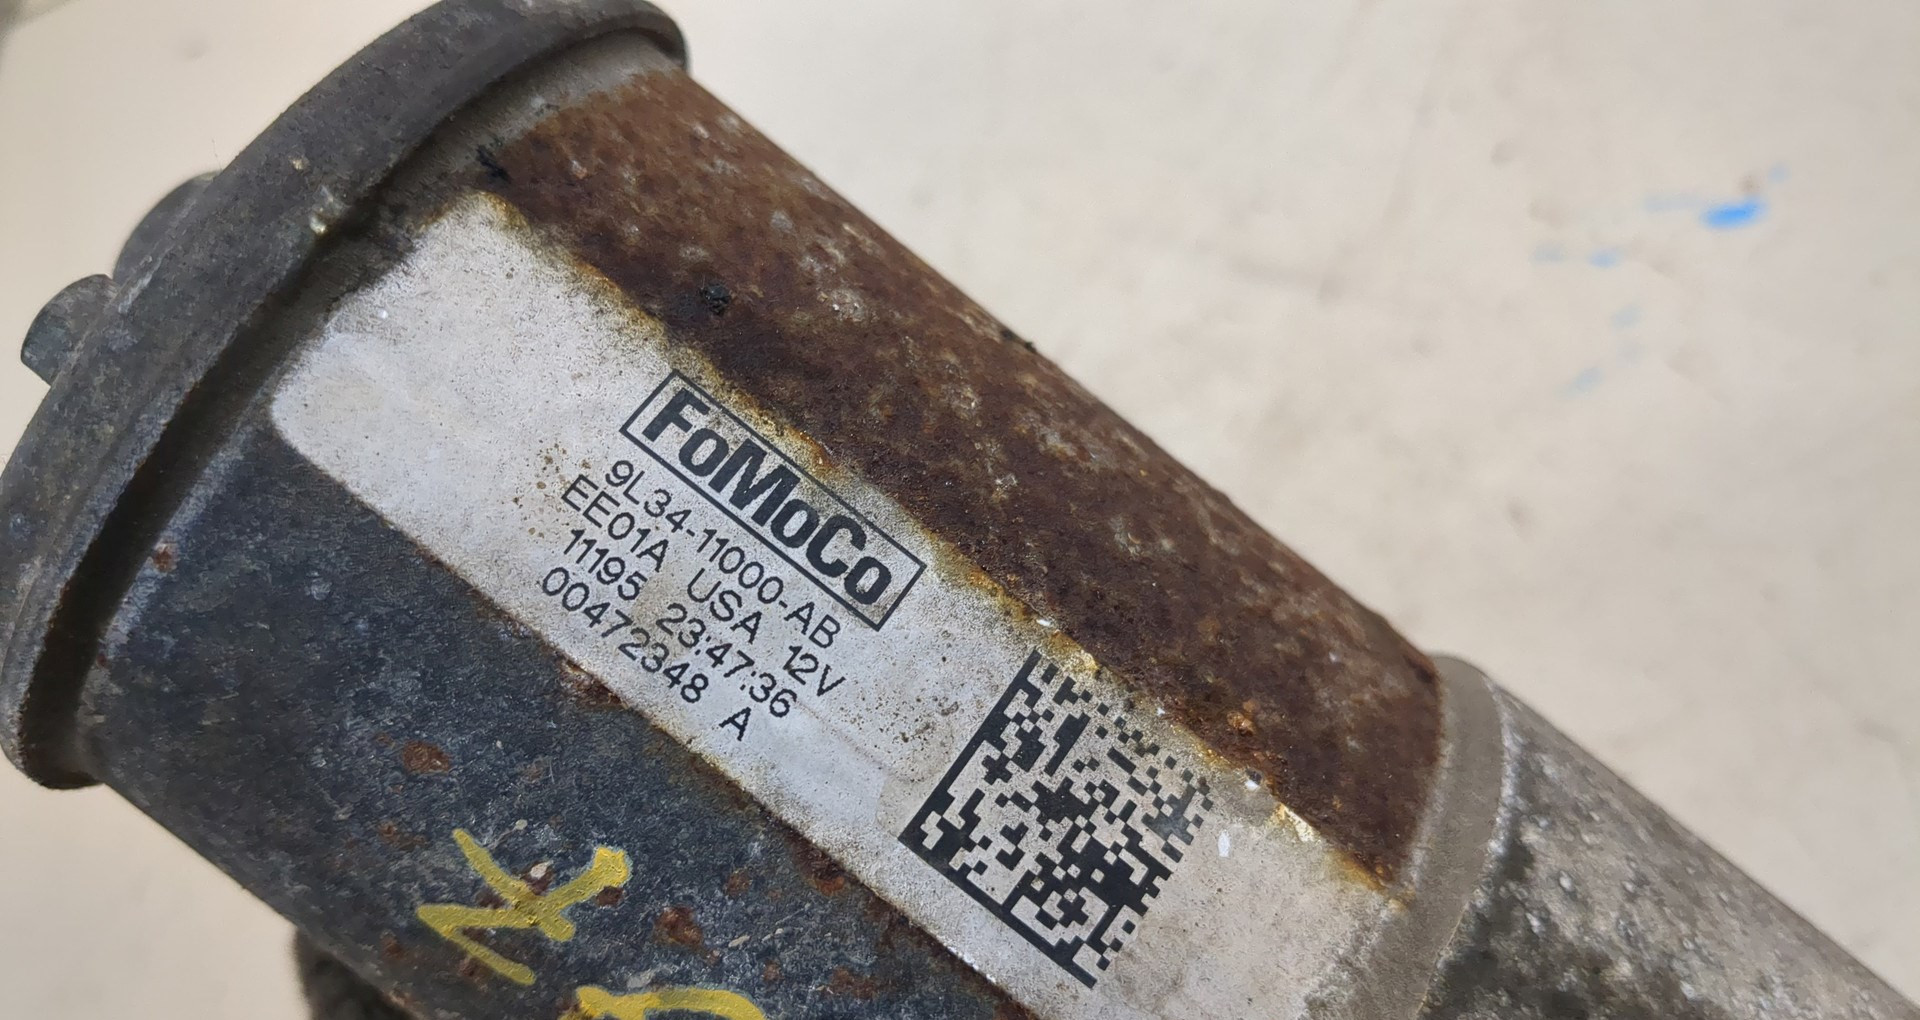 FoMoCo
9L34-11000-AB
EE01A USA 12V
11195 23:47:36
00472348 A